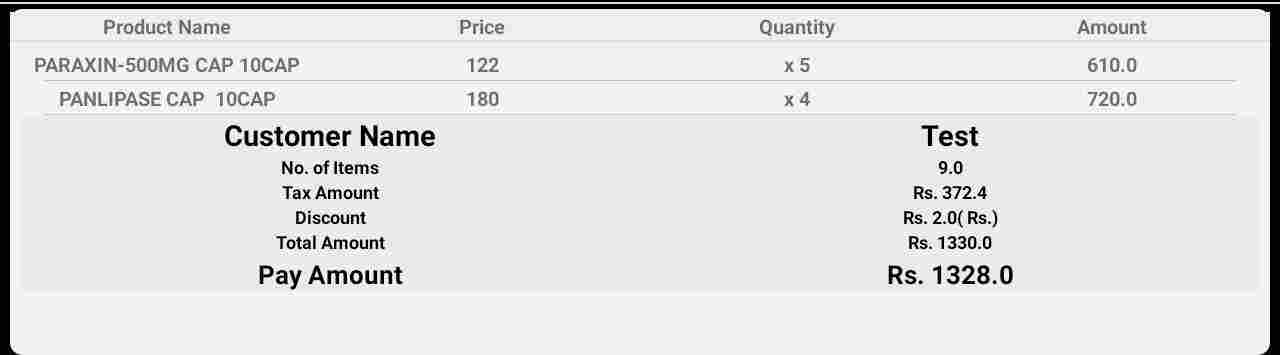 Product Name Price Quantity Amount
PARAXIN-500MG CAP 10CAP 122 x 5 610.0
PANLIPASE CAP  10CAP 180 x 4 720.0
Customer Name Test
No. of Items 9.0
Tax Amount Rs. 372.4
Discount Rs. 2.0( Rs.)
Total Amount Rs. 1330.0
Pay Amount Rs. 1328.0